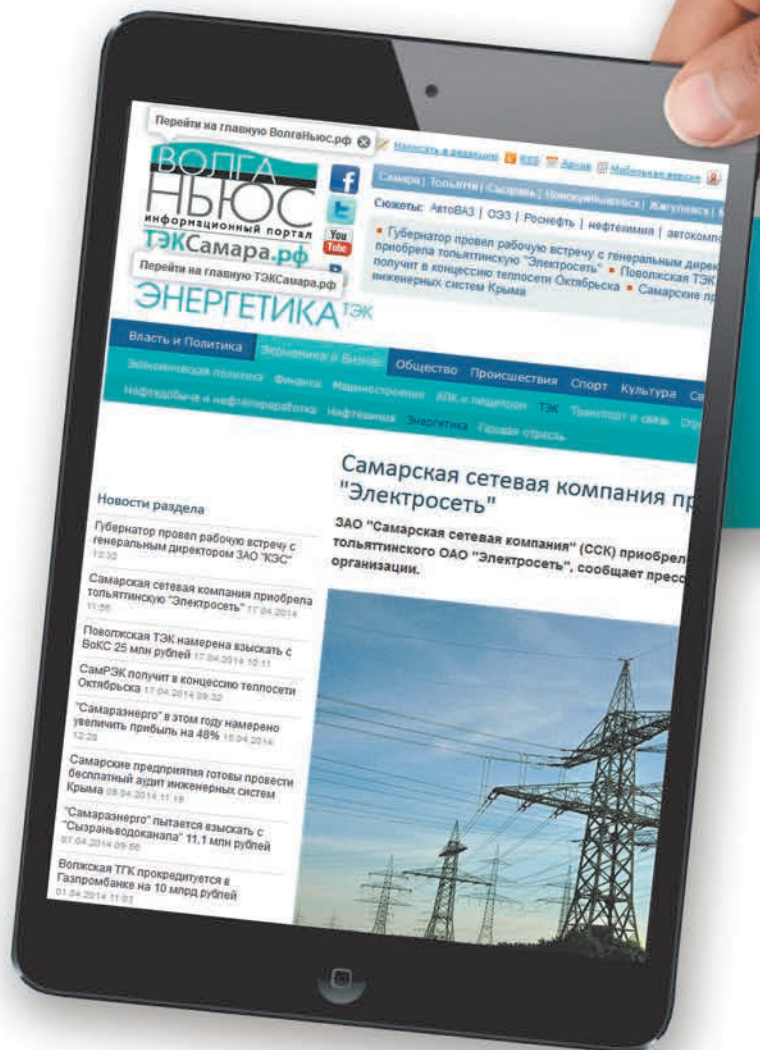 Перейти на главную ВолгаНьюс.рф
Написать в редакцию RSS Архив Мобильная версия
ВОЛГА
НЬЮС
информационный портал
ТЭКСамара.рф
You
Tube
Перейти на главную ТЭКСамара.рф
ЭНЕРГЕТИКА ТЭК
Самара | Тольятти | Сызрань | Новокуйбышевск | Жигулевск |
Сюжеты: АвтоВАЗ | ОЭЗ | Роснефть | нефтехимия | автокомпо
Губернатор провел рабочую встречу с генеральным дирек
приобрела тольяттинскую "Электросеть" Поволжская ТЭК
получит в концессию теплосети Октябрьска Самарские пр
инженерных систем Крыма
Власть и Политика Экономика и Бизнес Общество Происшествия Спорт Культура Св
Экономическая политика Финансы Машиностроение АПК и пищепром ТЭК Транспорт и связь Стр
Нефтедобыча и нефтепереработка Нефтехимия Энергетика Газовая отрасль
Новости раздела
Губернатор провел рабочую встречу с
генеральным директором ЗАО "КЭС"
13:32
Самарская сетевая компания приобрела
тольяттинскую "Электросеть" 17.04.2014
11:56
Поволжская ТЭК намерена взыскать с
ВоКС 25 млн рублей 17.04.2014 10:11
СамРЭК получит в концессию теплосети
Октябрьска 17.04.2014 09:32
"Самараэнерго" в этом году намерено
увеличить прибыль на 48% 15.04.2014
12:28
Самарские предприятия готовы провести
бесплатный аудит инженерных систем
Крыма 09.04.2014 11:19
"Самараэнерго" пытается взыскать с
"Сызраньводоканала" 11,1 млн рублей
07.04.2014 09:56
Волжская ТГК прокредитуется в
Газпромбанке на 10 млрд рублей
01.04.2014 11:03
Самарская сетевая компания пр
"Электросеть"
ЗАО "Самарская сетевая компания" (ССК) приобрел
тольяттинского ОАО "Электросеть", сообщает пресс
организации.